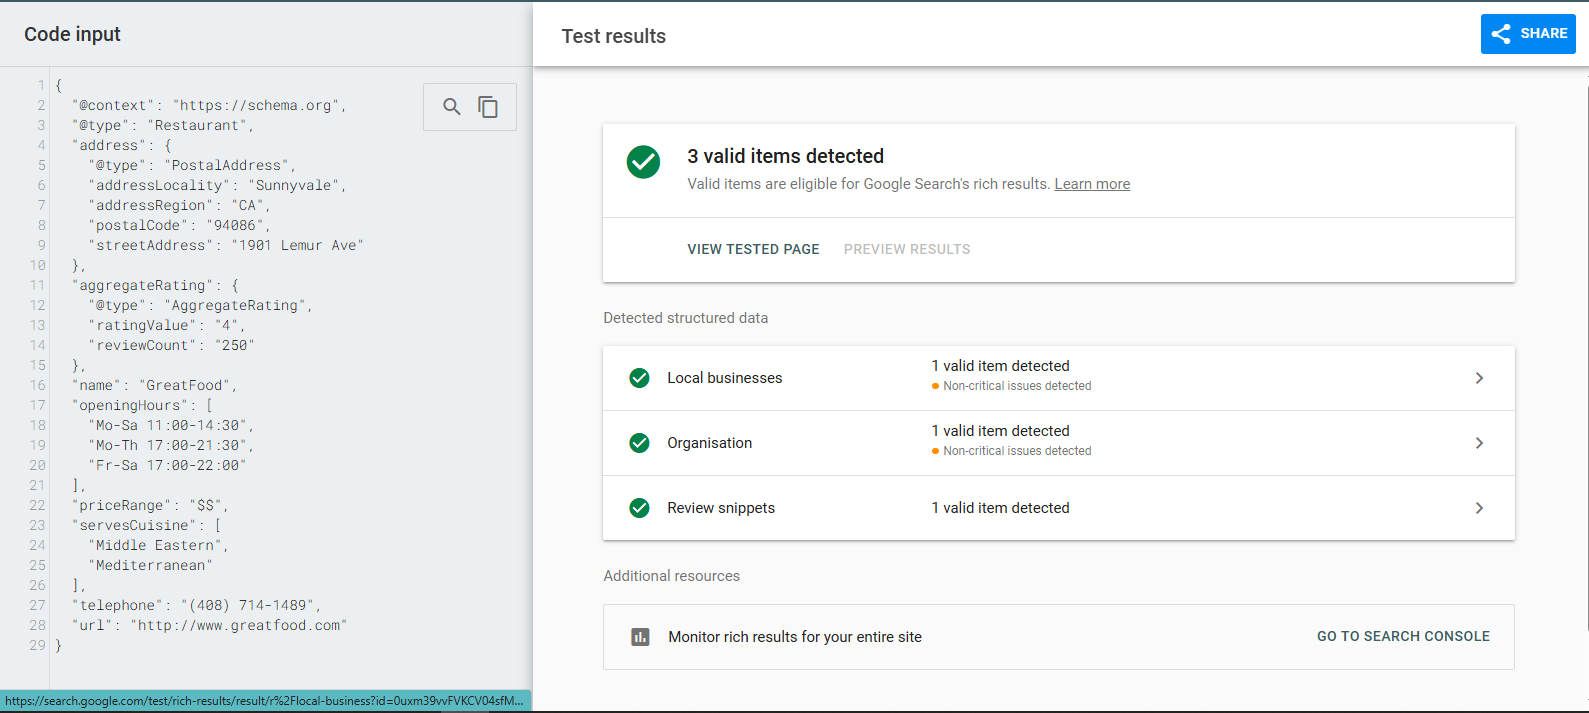 Code input
1 {
2 "@context": "https://schema.org",
3 "@type": "Restaurant",
4 "address": {
5 "@type": "PostalAddress",
6 "addressLocality": "Sunnyvale",
7 "addressRegion": "CA",
8 "postalCode": "94086",
9 "streetAddress": "1901 Lemur Ave"
10 },
11 "aggregateRating": {
12 "@type": "AggregateRating",
13 "ratingValue": "4",
14 "reviewCount": "250"
15 },
16 "name": "GreatFood",
17 "openingHours": [
18 "Mo-Sa 11:00-14:30",
19 "Mo-Th 17:00-21:30",
20 "Fr-Sa 17:00-22:00"
21 ],
22 "priceRange": "$$",
23 "servesCuisine": [
24 "Middle Eastern",
25 "Mediterranean"
26 ],
27 "telephone": "(408) 714-1489",
28 "url": "http://www.greatfood.com"
29 }
https://search.google.com/test/rich-results/result/r%2Flocal-business?id=0uxm39vvFVKCV04sfM...
Test results
SHARE
3 valid items detected
Valid items are eligible for Google Search's rich results. Learn more
VIEW TESTED PAGE PREVIEW RESULTS
Detected structured data
Local businesses 1 valid item detected
Non-critical issues detected
Organisation 1 valid item detected
Non-critical issues detected
Review snippets 1 valid item detected
Additional resources
Monitor rich results for your entire site GO TO SEARCH CONSOLE